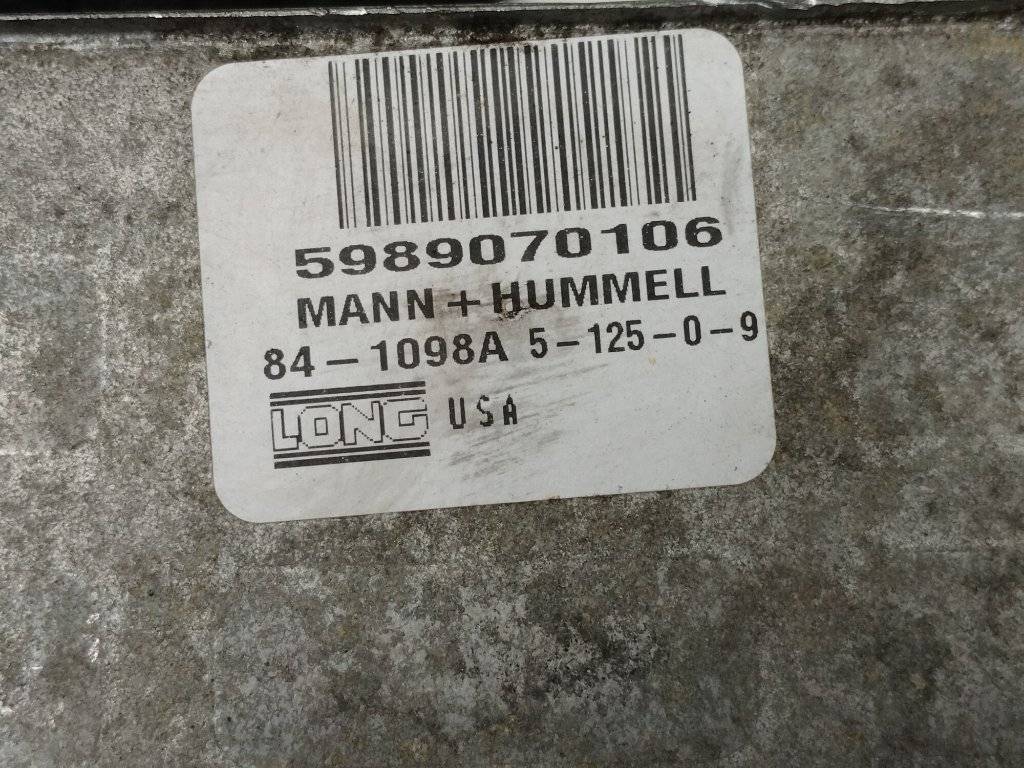 5989070106
MANN + HUMMELL
84-1098A 5-125-0-9
LONG USA